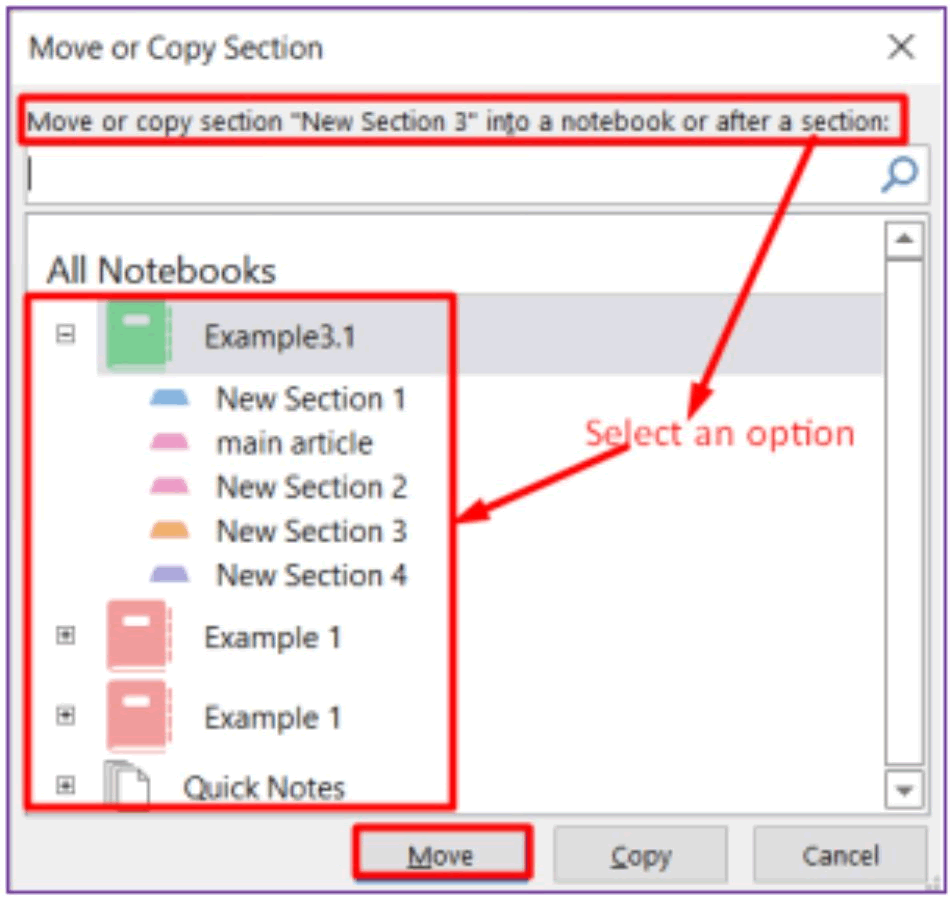 Move or Copy Section
Move or copy section "New Section 3" into a notebook or after a section:
All Notebooks
Example3.1
New Section 1
main article
Select an option
New Section 2
New Section 3
New Section 4
Example 1
Example 1
Quick Notes
Move Copy Cancel